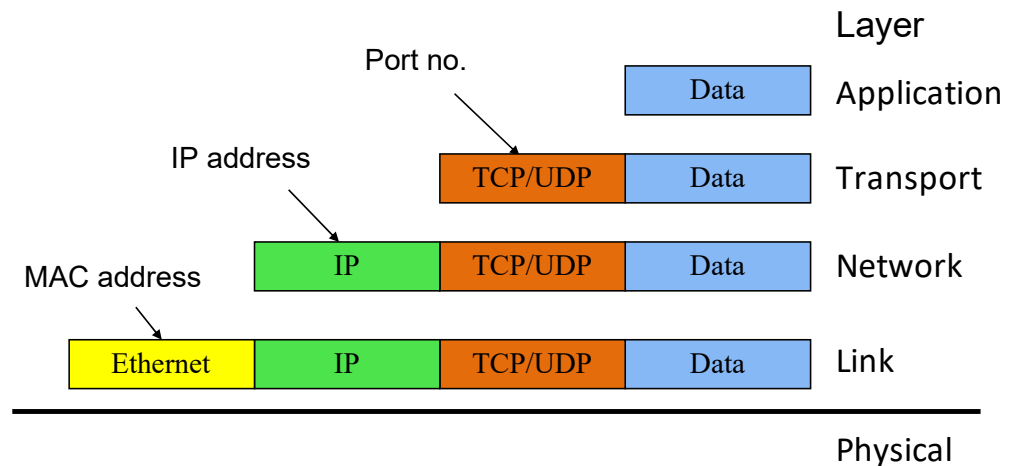 Layer
Port no.
Data
Application
IP address
TCP/UDP Data
Transport
MAC address
IP TCP/UDP Data
Network
Ethernet IP TCP/UDP Data
Link
Physical